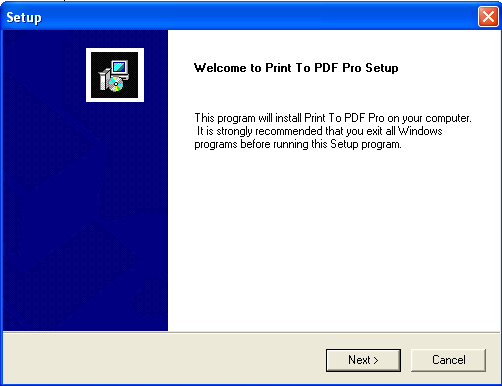 Setup
Welcome to Print To PDF Pro Setup
This program will install Print To PDF Pro on your computer.
It is strongly recommended that you exit all Windows
programs before running this Setup program.
Next >
Cancel